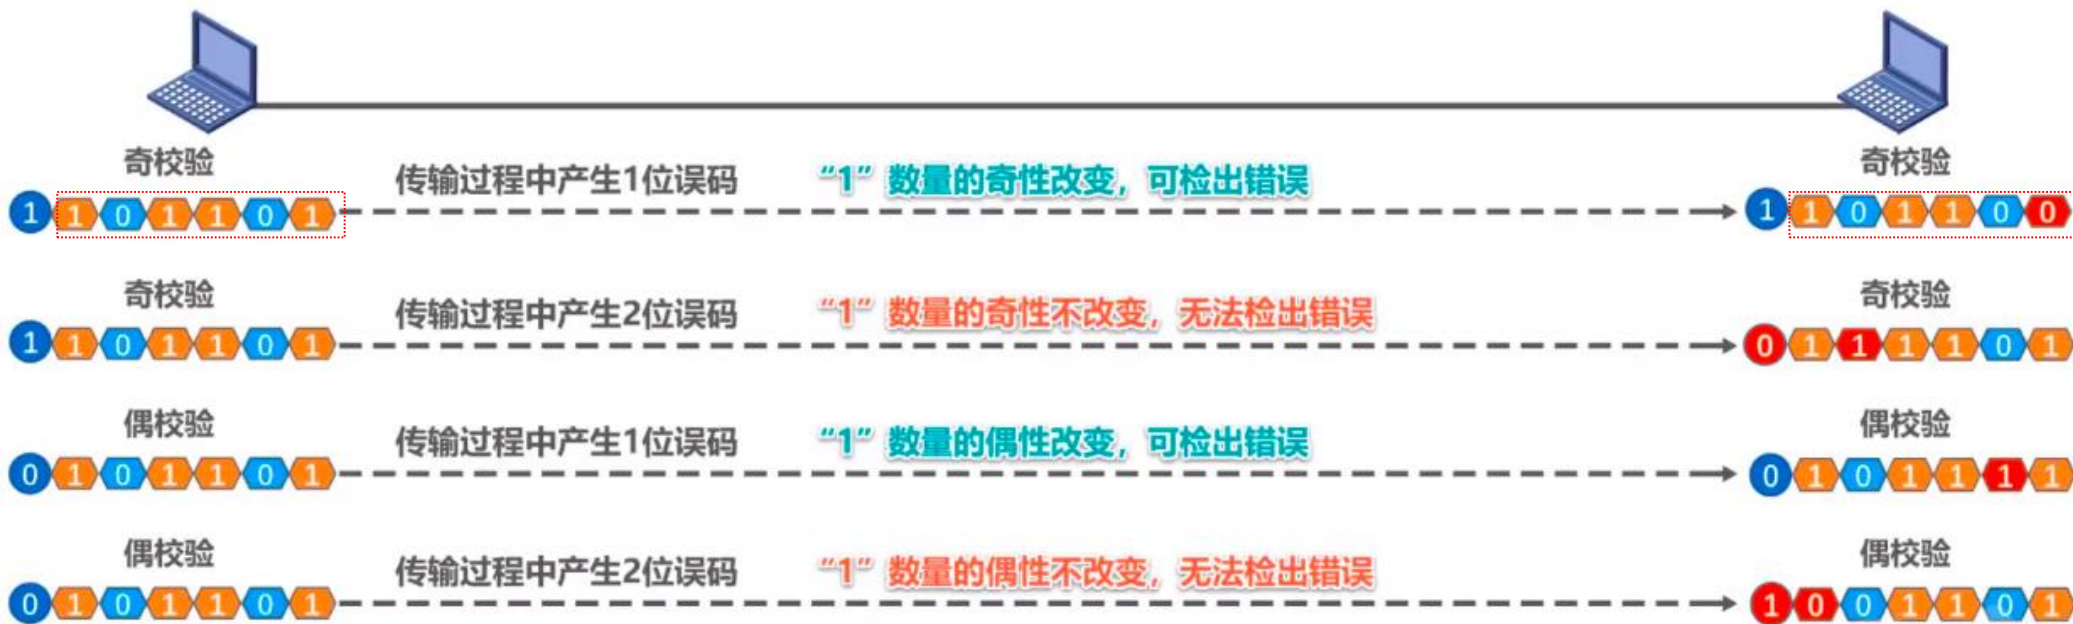 奇校验 奇校验
传输过程中产生1位误码 “1”数量的奇性改变，可检出错误
1 1 0 1 1 0 1 1 1 0 1 1 0 0
奇校验 奇校验
传输过程中产生2位误码 “1”数量的奇性不改变，无法检出错误
1 1 0 1 1 0 1 0 1 1 1 1 0 1
偶校验 偶校验
传输过程中产生1位误码 “1”数量的偶性改变，可检出错误
0 1 0 1 1 0 1 0 1 0 1 1 1 1
偶校验 偶校验
传输过程中产生2位误码 “1”数量的偶性不改变，无法检出错误
0 1 0 1 1 0 1 1 0 0 1 1 0 1